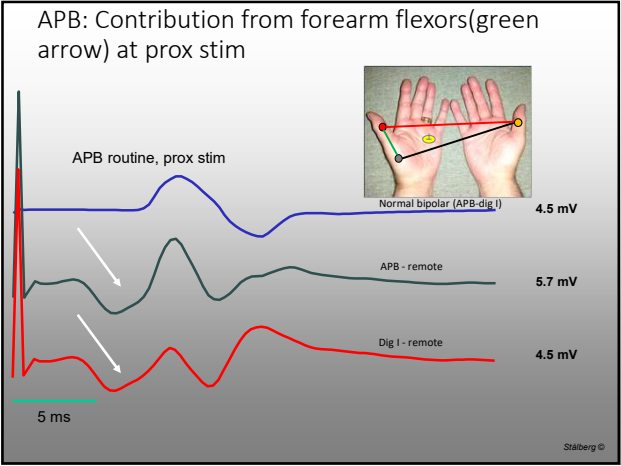 APB: Contribution from forearm flexors(green
arrow) at prox stim
APB routine, prox stim
Normal bipolar (APB-dig I)
4.5 mV
APB - remote
5.7 mV
Dig I - remote
4.5 mV
5 ms
Stålberg ©